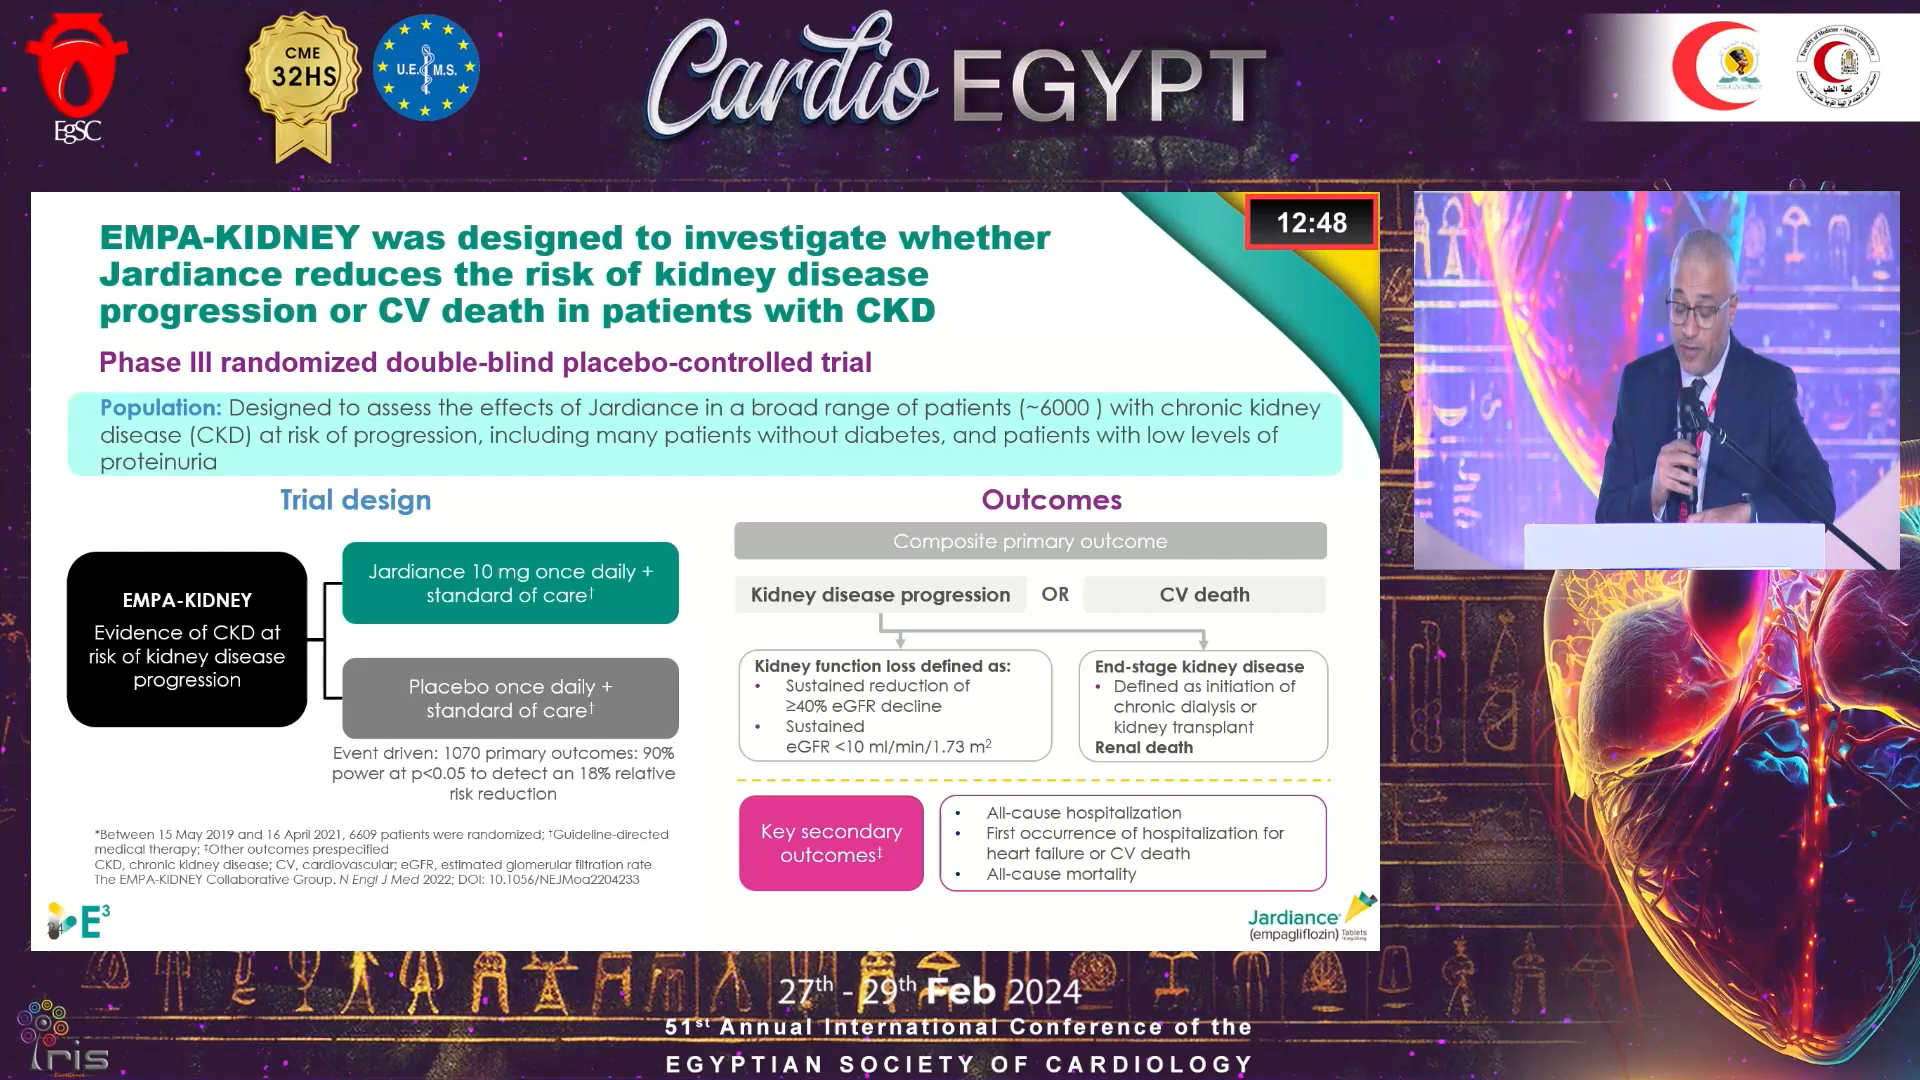 EgSC
CME
32HS
U.E.M.S.
Cardio EGYPT
12:48
EMPA-KIDNEY was designed to investigate whether
Jardiance reduces the risk of kidney disease
progression or CV death in patients with CKD
Phase III randomized double-blind placebo-controlled trial
Population: Designed to assess the effects of Jardiance in a broad range of patients (~6000 ) with chronic kidney
disease (CKD) at risk of progression, including many patients without diabetes, and patients with low levels of
proteinuria
Trial design
EMPA-KIDNEY
Evidence of CKD at
risk of kidney disease
progression
Jardiance 10 mg once daily +
standard of care†
Placebo once daily +
standard of care†
Event driven: 1070 primary outcomes: 90%
power at p<0.05 to detect an 18% relative
risk reduction
Outcomes
Composite primary outcome
Kidney disease progression OR CV death
Kidney function loss defined as:
• Sustained reduction of
≥40% eGFR decline
• Sustained
eGFR <10 ml/min/1.73 m²
End-stage kidney disease
• Defined as initiation of
chronic dialysis or
kidney transplant
Renal death
Key secondary
outcomes‡
• All-cause hospitalization
• First occurrence of hospitalization for
heart failure or CV death
• All-cause mortality
*Between 15 May 2019 and 16 April 2021, 6609 patients were randomized; †Guideline-directed
medical therapy; ‡Other outcomes prespecified
CKD, chronic kidney disease; CV, cardiovascular; eGFR, estimated glomerular filtration rate
The EMPA-KIDNEY Collaborative Group. N Engl J Med 2022; DOI: 10.1056/NEJMoa2204233
E³
Jardiance®
(empagliflozin) Tablets
27th - 29th Feb 2024
51st Annual International Conference of the
EGYPTIAN SOCIETY OF CARDIOLOGY
Iris